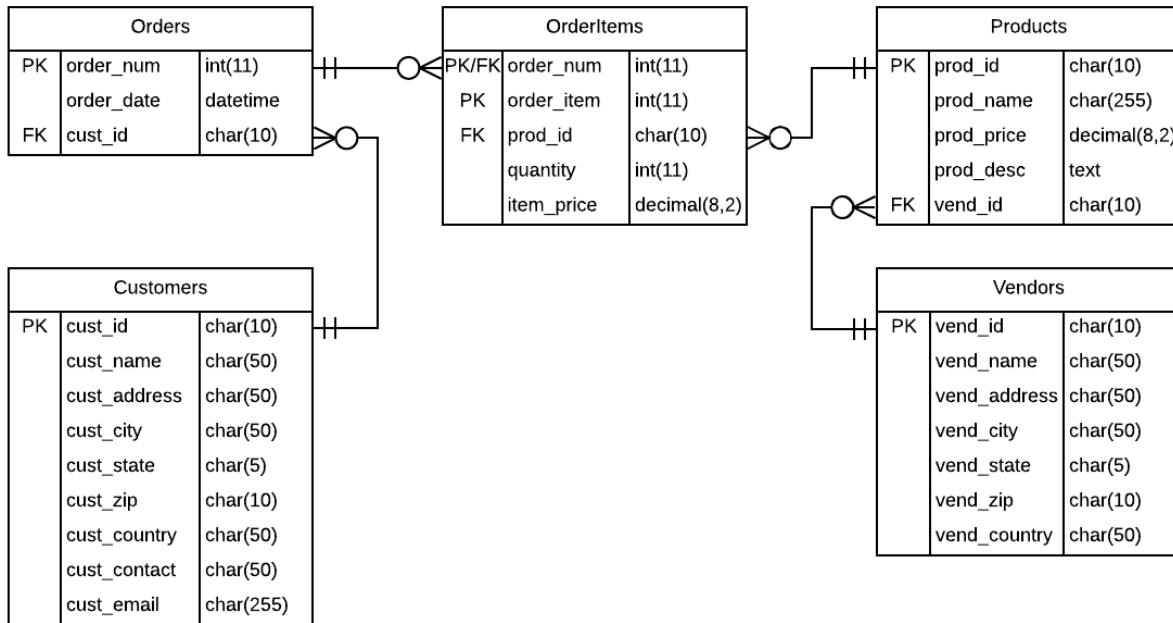 Orders
PK order_num int(11)
order_date datetime
FK cust_id char(10)
OrderItems
PK/FK order_num int(11)
PK order_item int(11)
FK prod_id char(10)
quantity int(11)
item_price decimal(8,2)
Products
PK prod_id char(10)
prod_name char(255)
prod_price decimal(8,2)
prod_desc text
FK vend_id char(10)
Customers
PK cust_id char(10)
cust_name char(50)
cust_address char(50)
cust_city char(50)
cust_state char(5)
cust_zip char(10)
cust_country char(50)
cust_contact char(50)
cust_email char(255)
Vendors
PK vend_id char(10)
vend_name char(50)
vend_address char(50)
vend_city char(50)
vend_state char(5)
vend_zip char(10)
vend_country char(50)